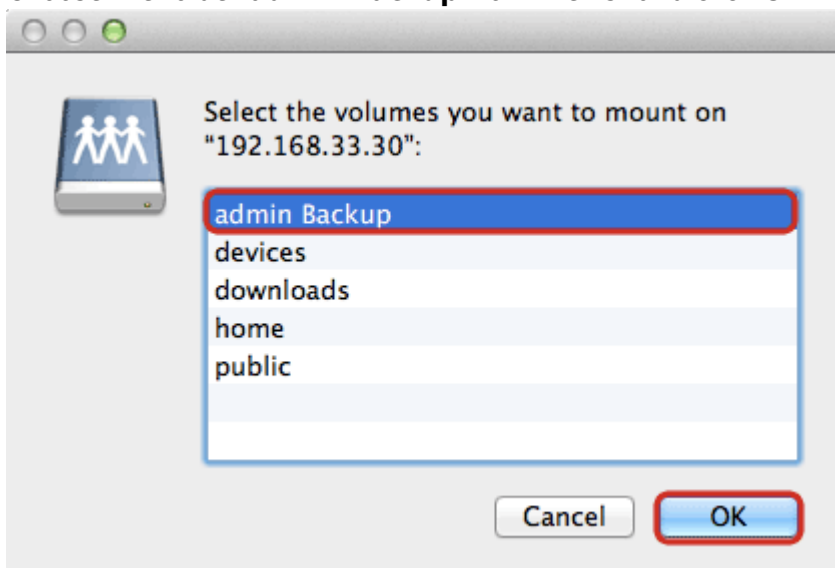 Select the volumes you want to mount on
"192.168.33.30":
admin Backup
devices
downloads
home
public
Cancel
OK